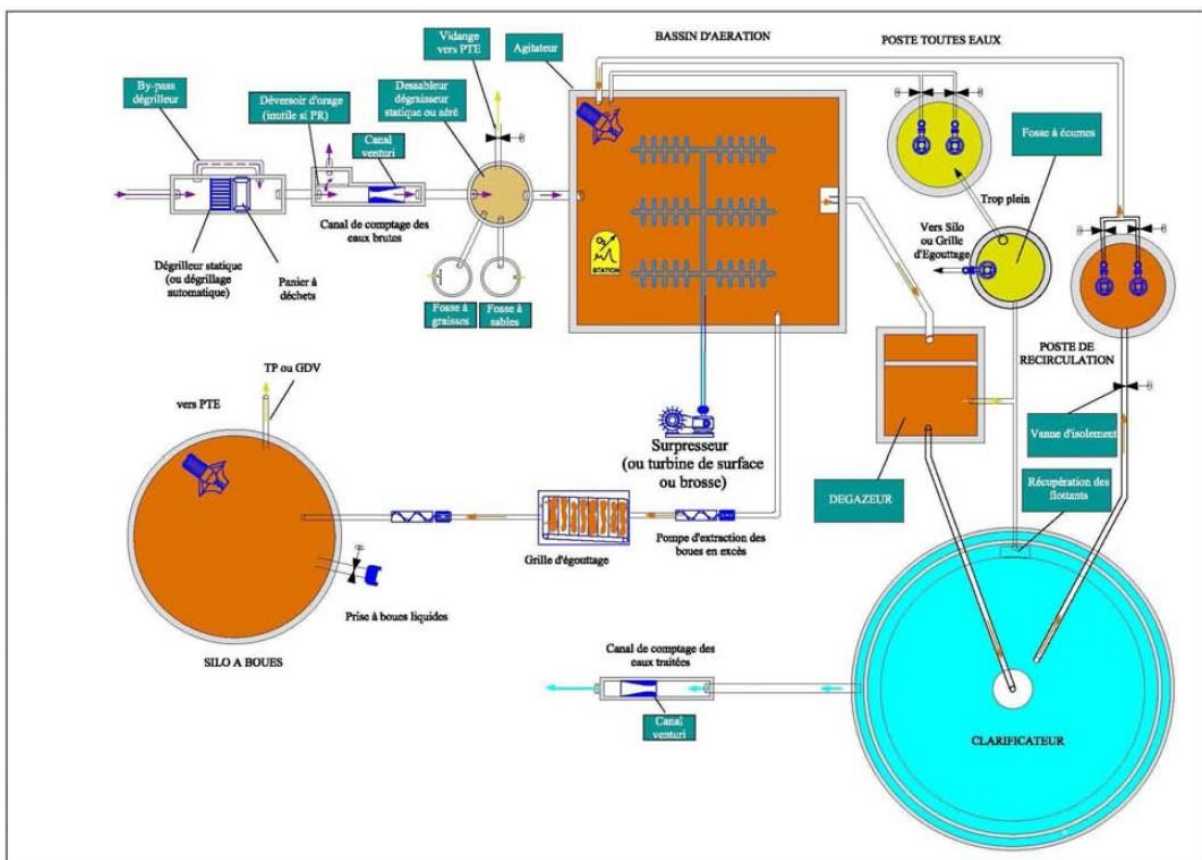 Vidange
vers PTE
Agitateur
BASSIN D'AERATION
POSTE TOUTES EAUX
By-pass
dégrilleur
Déversoir d'orage
(inutile si PR)
Dessableur
dégraisseur
statique ou aéré
Canal
venturi
Fosse à écumes
Trop plein
Canal de comptage des
eaux brutes
Vers Silo
ou Grille
d'Egouttage
O₂
STATION
Dégrilleur statique
(ou dégrillage
automatique)
Panier à
déchets
Fosse à
graisses
Fosse à
sables
POSTE DE
RECIRCULATION
TP ou GDV
vers PTE
Surpresseur
(ou turbine de surface
ou brosse)
Vanne d'isolement
DEGAZEUR
Récupération des
flottants
Grille d'égouttage
Pompe d'extraction des
boues en excès
Prise à boues liquides
SILO A BOUES
Canal de comptage des
eaux traitées
Canal
venturi
CLARIFICATEUR